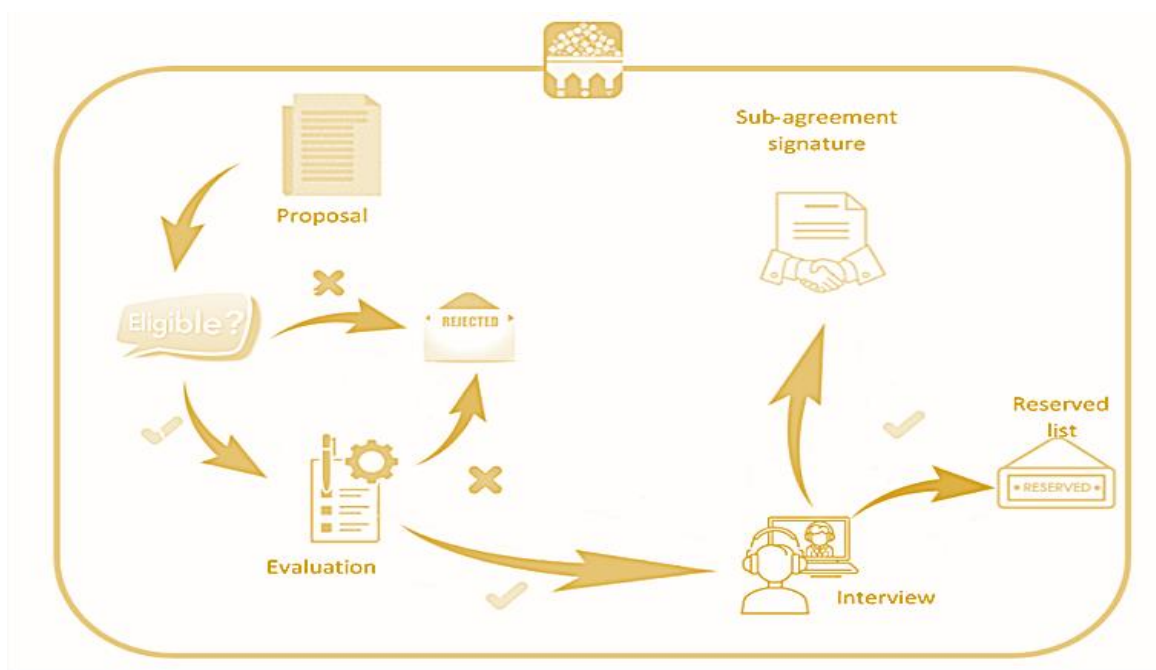 Proposal
Eligible?
REJECTED
Evaluation
Sub-agreement
signature
Reserved
list
RESERVED
Interview